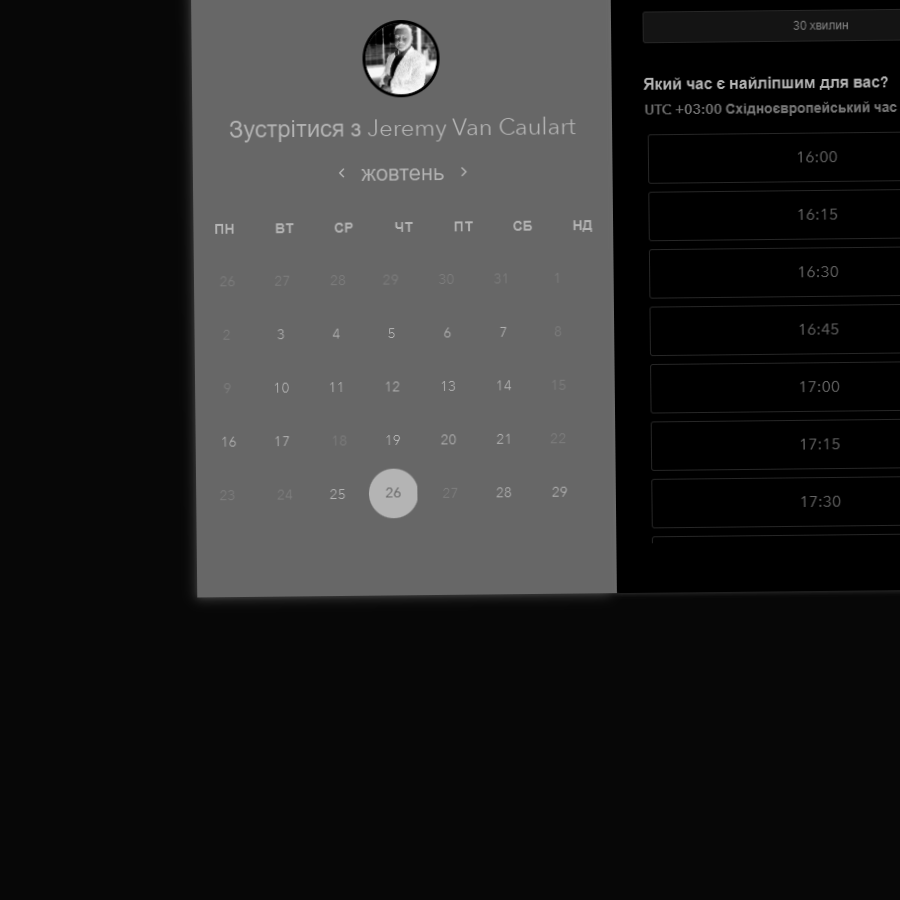 Зустрітися з Jeremy Van Caulart
‹ жовтень ›
ПН ВТ СР ЧТ ПТ СБ НД
26 27 28 29 30 31 1
2 3 4 5 6 7 8
9 10 11 12 13 14 15
16 17 18 19 20 21 22
23 24 25 26 27 28 29
30 хвилин
Який час є найліпшим для вас?
UTC +03:00 Східноєвропейський час
16:00
16:15
16:30
16:45
17:00
17:15
17:30